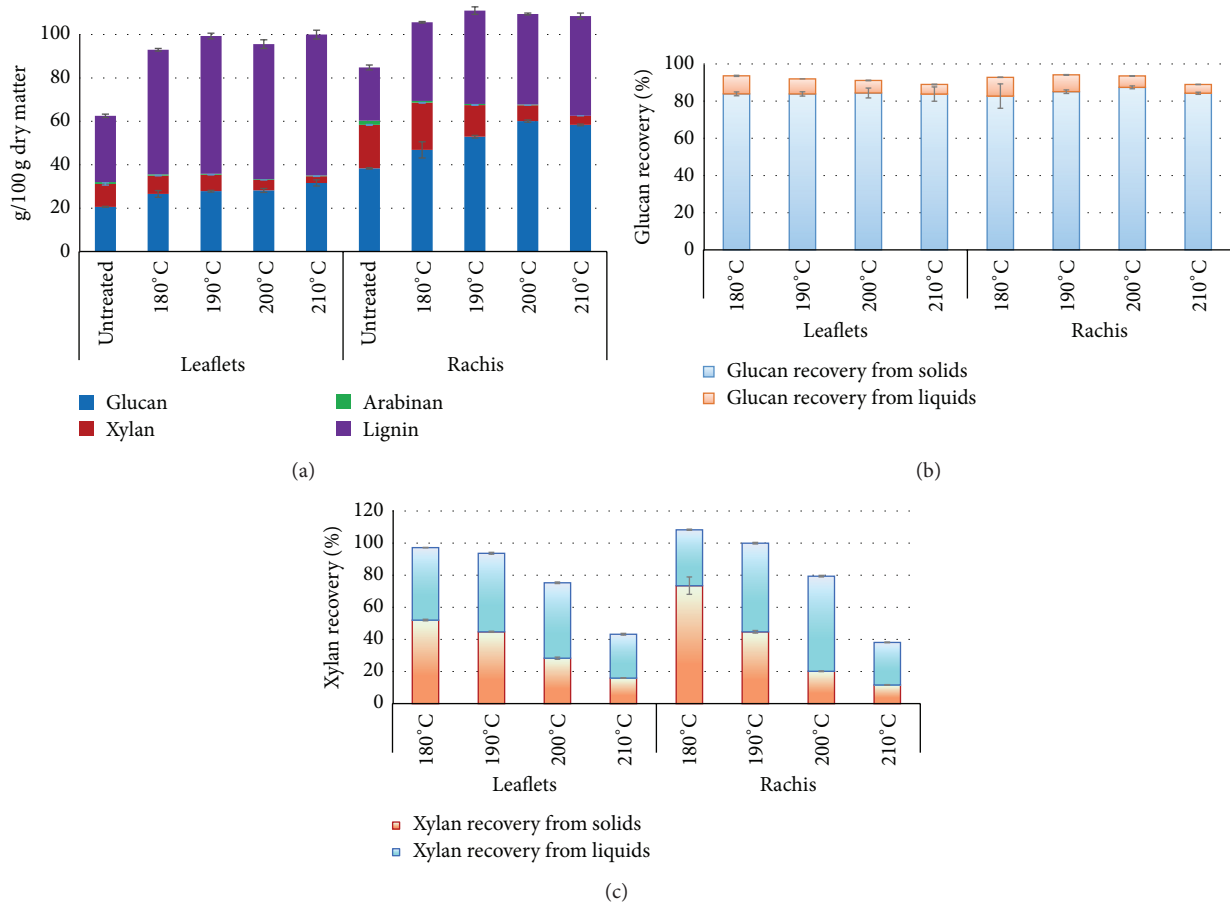 100
80
60
40
20
0
g/100 g dry matter
Untreated
180°C
190°C
200°C
210°C
Untreated
180°C
190°C
200°C
210°C
Leaflets
Rachis
Glucan
Xylan
Arabinan
Lignin
(a)
100
80
60
40
20
0
Glucan recovery (%)
180°C
190°C
200°C
210°C
180°C
190°C
200°C
210°C
Leaflets
Rachis
Glucan recovery from solids
Glucan recovery from liquids
(b)
120
100
80
60
40
20
0
Xylan recovery (%)
180°C
190°C
200°C
210°C
180°C
190°C
200°C
210°C
Leaflets
Rachis
Xylan recovery from solids
Xylan recovery from liquids
(c)